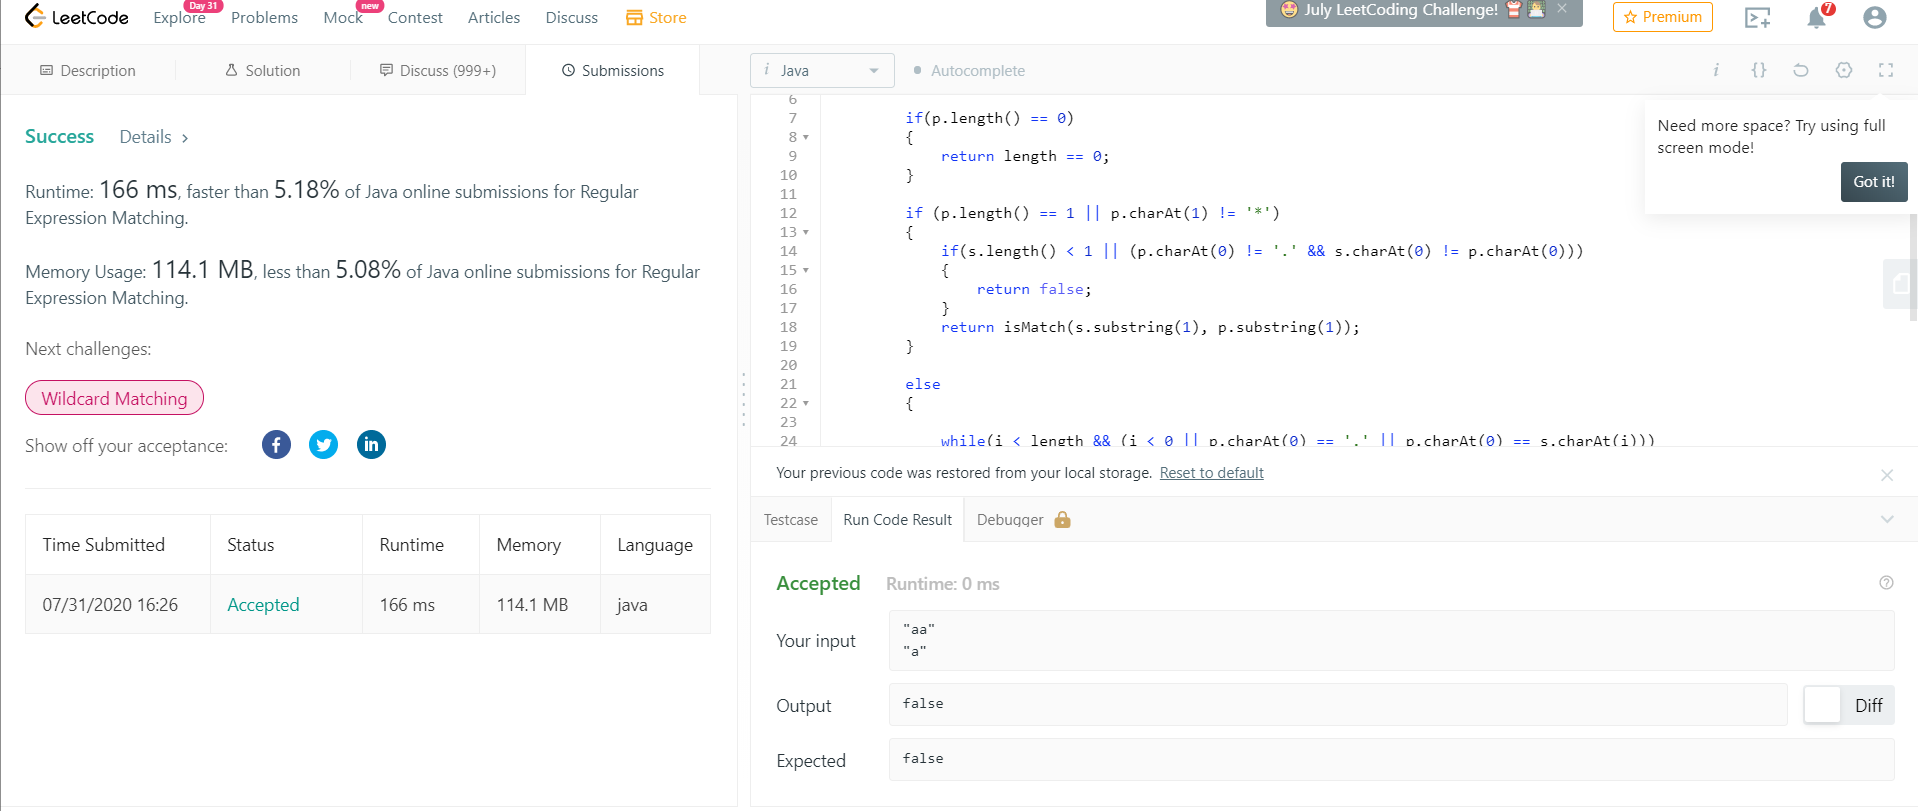 LeetCode
Explore
Day 31
Problems
Mock
new
Contest
Articles
Discuss
Store
July LeetCoding Challenge!
Premium
7
Description
Solution
Discuss (999+)
Submissions
i Java
Autocomplete
Success
Details
Runtime: 166 ms, faster than 5.18% of Java online submissions for Regular
Expression Matching.
Memory Usage: 114.1 MB, less than 5.08% of Java online submissions for Regular
Expression Matching.
Next challenges:
Wildcard Matching
Show off your acceptance:
Time Submitted Status Runtime Memory Language
07/31/2020 16:26 Accepted 166 ms 114.1 MB java
6
7 if(p.length() == 0)
8 {
9 return length == 0;
10 }
11
12 if (p.length() == 1 || p.charAt(1) != '*')
13 {
14 if(s.length() < 1 || (p.charAt(0) != '.' && s.charAt(0) != p.charAt(0)))
15 {
16 return false;
17 }
18 return isMatch(s.substring(1), p.substring(1));
19 }
20
21 else
22 {
23
24 while(i < length && (i < 0 || p.charAt(0) == '.' || p.charAt(0) == s.charAt(i)))
Need more space? Try using full
screen mode!
Got it!
Your previous code was restored from your local storage. Reset to default
Testcase
Run Code Result
Debugger
Accepted Runtime: 0 ms
Your input
"aa"
"a"
Output
false
Diff
Expected
false